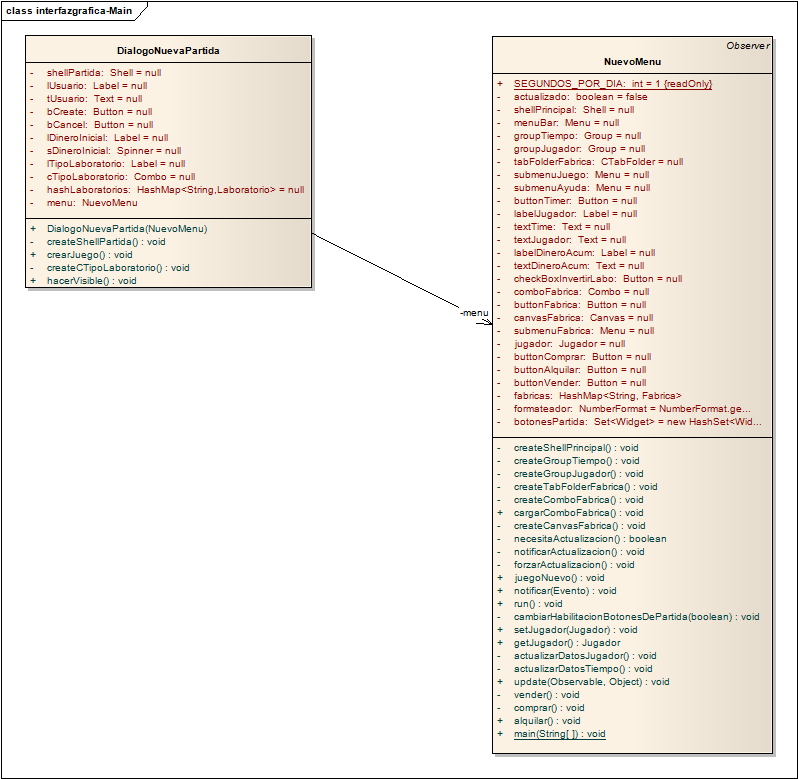 class interfazgrafica-Main
DialogoNuevaPartida
- shellPartida: Shell = null
- lUsuario: Label = null
- tUsuario: Text = null
- bCreate: Button = null
- bCancel: Button = null
- lDineroInicial: Label = null
- sDineroInicial: Spinner = null
- lTipoLaboratorio: Label = null
- cTipoLaboratorio: Combo = null
- hashLaboratorios: HashMap<String,Laboratorio> = null
- menu: NuevoMenu
+ DialogoNuevaPartida(NuevoMenu)
- createShellPartida() : void
+ crearJuego() : void
- createCTipoLaboratorio() : void
+ hacerVisible() : void
-menu
Observer
NuevoMenu
+ SEGUNDOS_POR_DIA: int = 1 {readOnly}
- actualizado: boolean = false
- shellPrincipal: Shell = null
- menuBar: Menu = null
- groupTiempo: Group = null
- groupJugador: Group = null
- tabFolderFabrica: CTabFolder = null
- submenuJuego: Menu = null
- submenuAyuda: Menu = null
- buttonTimer: Button = null
- labelJugador: Label = null
- textTime: Text = null
- textJugador: Text = null
- labelDineroAcum: Label = null
- textDineroAcum: Text = null
- checkBoxInvertirLabo: Button = null
- comboFabrica: Combo = null
- buttonFabrica: Button = null
- canvasFabrica: Canvas = null
- submenuFabrica: Menu = null
- jugador: Jugador = null
- buttonComprar: Button = null
- buttonAlquilar: Button = null
- buttonVender: Button = null
- fabricas: HashMap<String, Fabrica>
- formateador: NumberFormat = NumberFormat.ge...
- botonesPartida: Set<Widget> = new HashSet<Wid...
- createShellPrincipal() : void
- createGroupTiempo() : void
- createGroupJugador() : void
- createTabFolderFabrica() : void
- createComboFabrica() : void
+ cargarComboFabrica() : void
- createCanvasFabrica() : void
- necesitaActualizacion() : boolean
- notificarActualizacion() : void
- forzarActualizacion() : void
+ juegoNuevo() : void
+ notificar(Evento) : void
+ run() : void
- cambiarHabilitacionBotonesDePartida(boolean) : void
+ setJugador(Jugador) : void
+ getJugador() : Jugador
- actualizarDatosJugador() : void
- actualizarDatosTiempo() : void
+ update(Observable, Object) : void
- vender() : void
- comprar() : void
+ alquilar() : void
+ main(String[ ]) : void